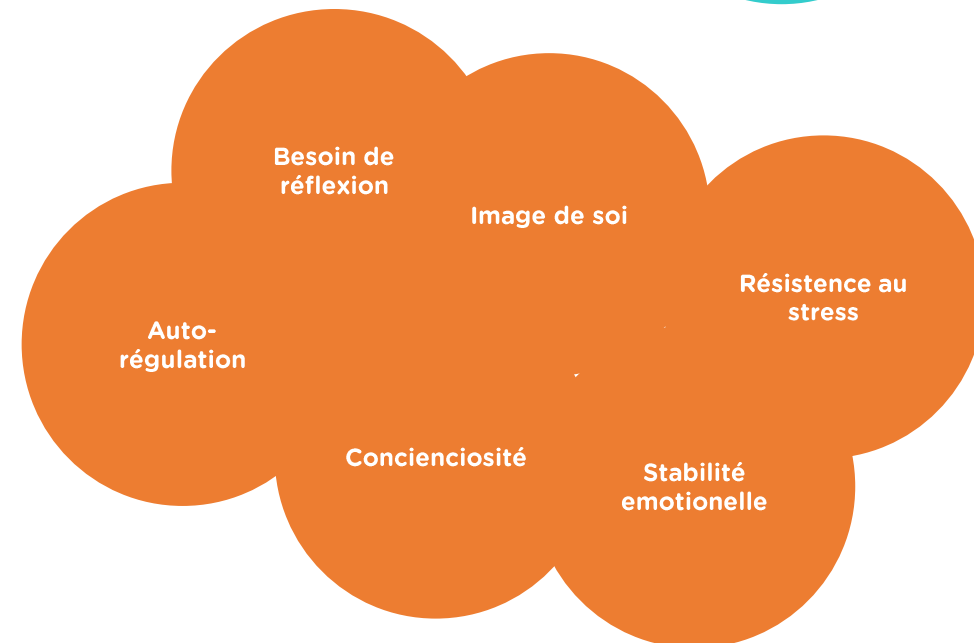 Besoin de
réflexion
Image de soi
Résistence au
stress
Auto-
régulation
Concienciosité
Stabilité
emotionelle